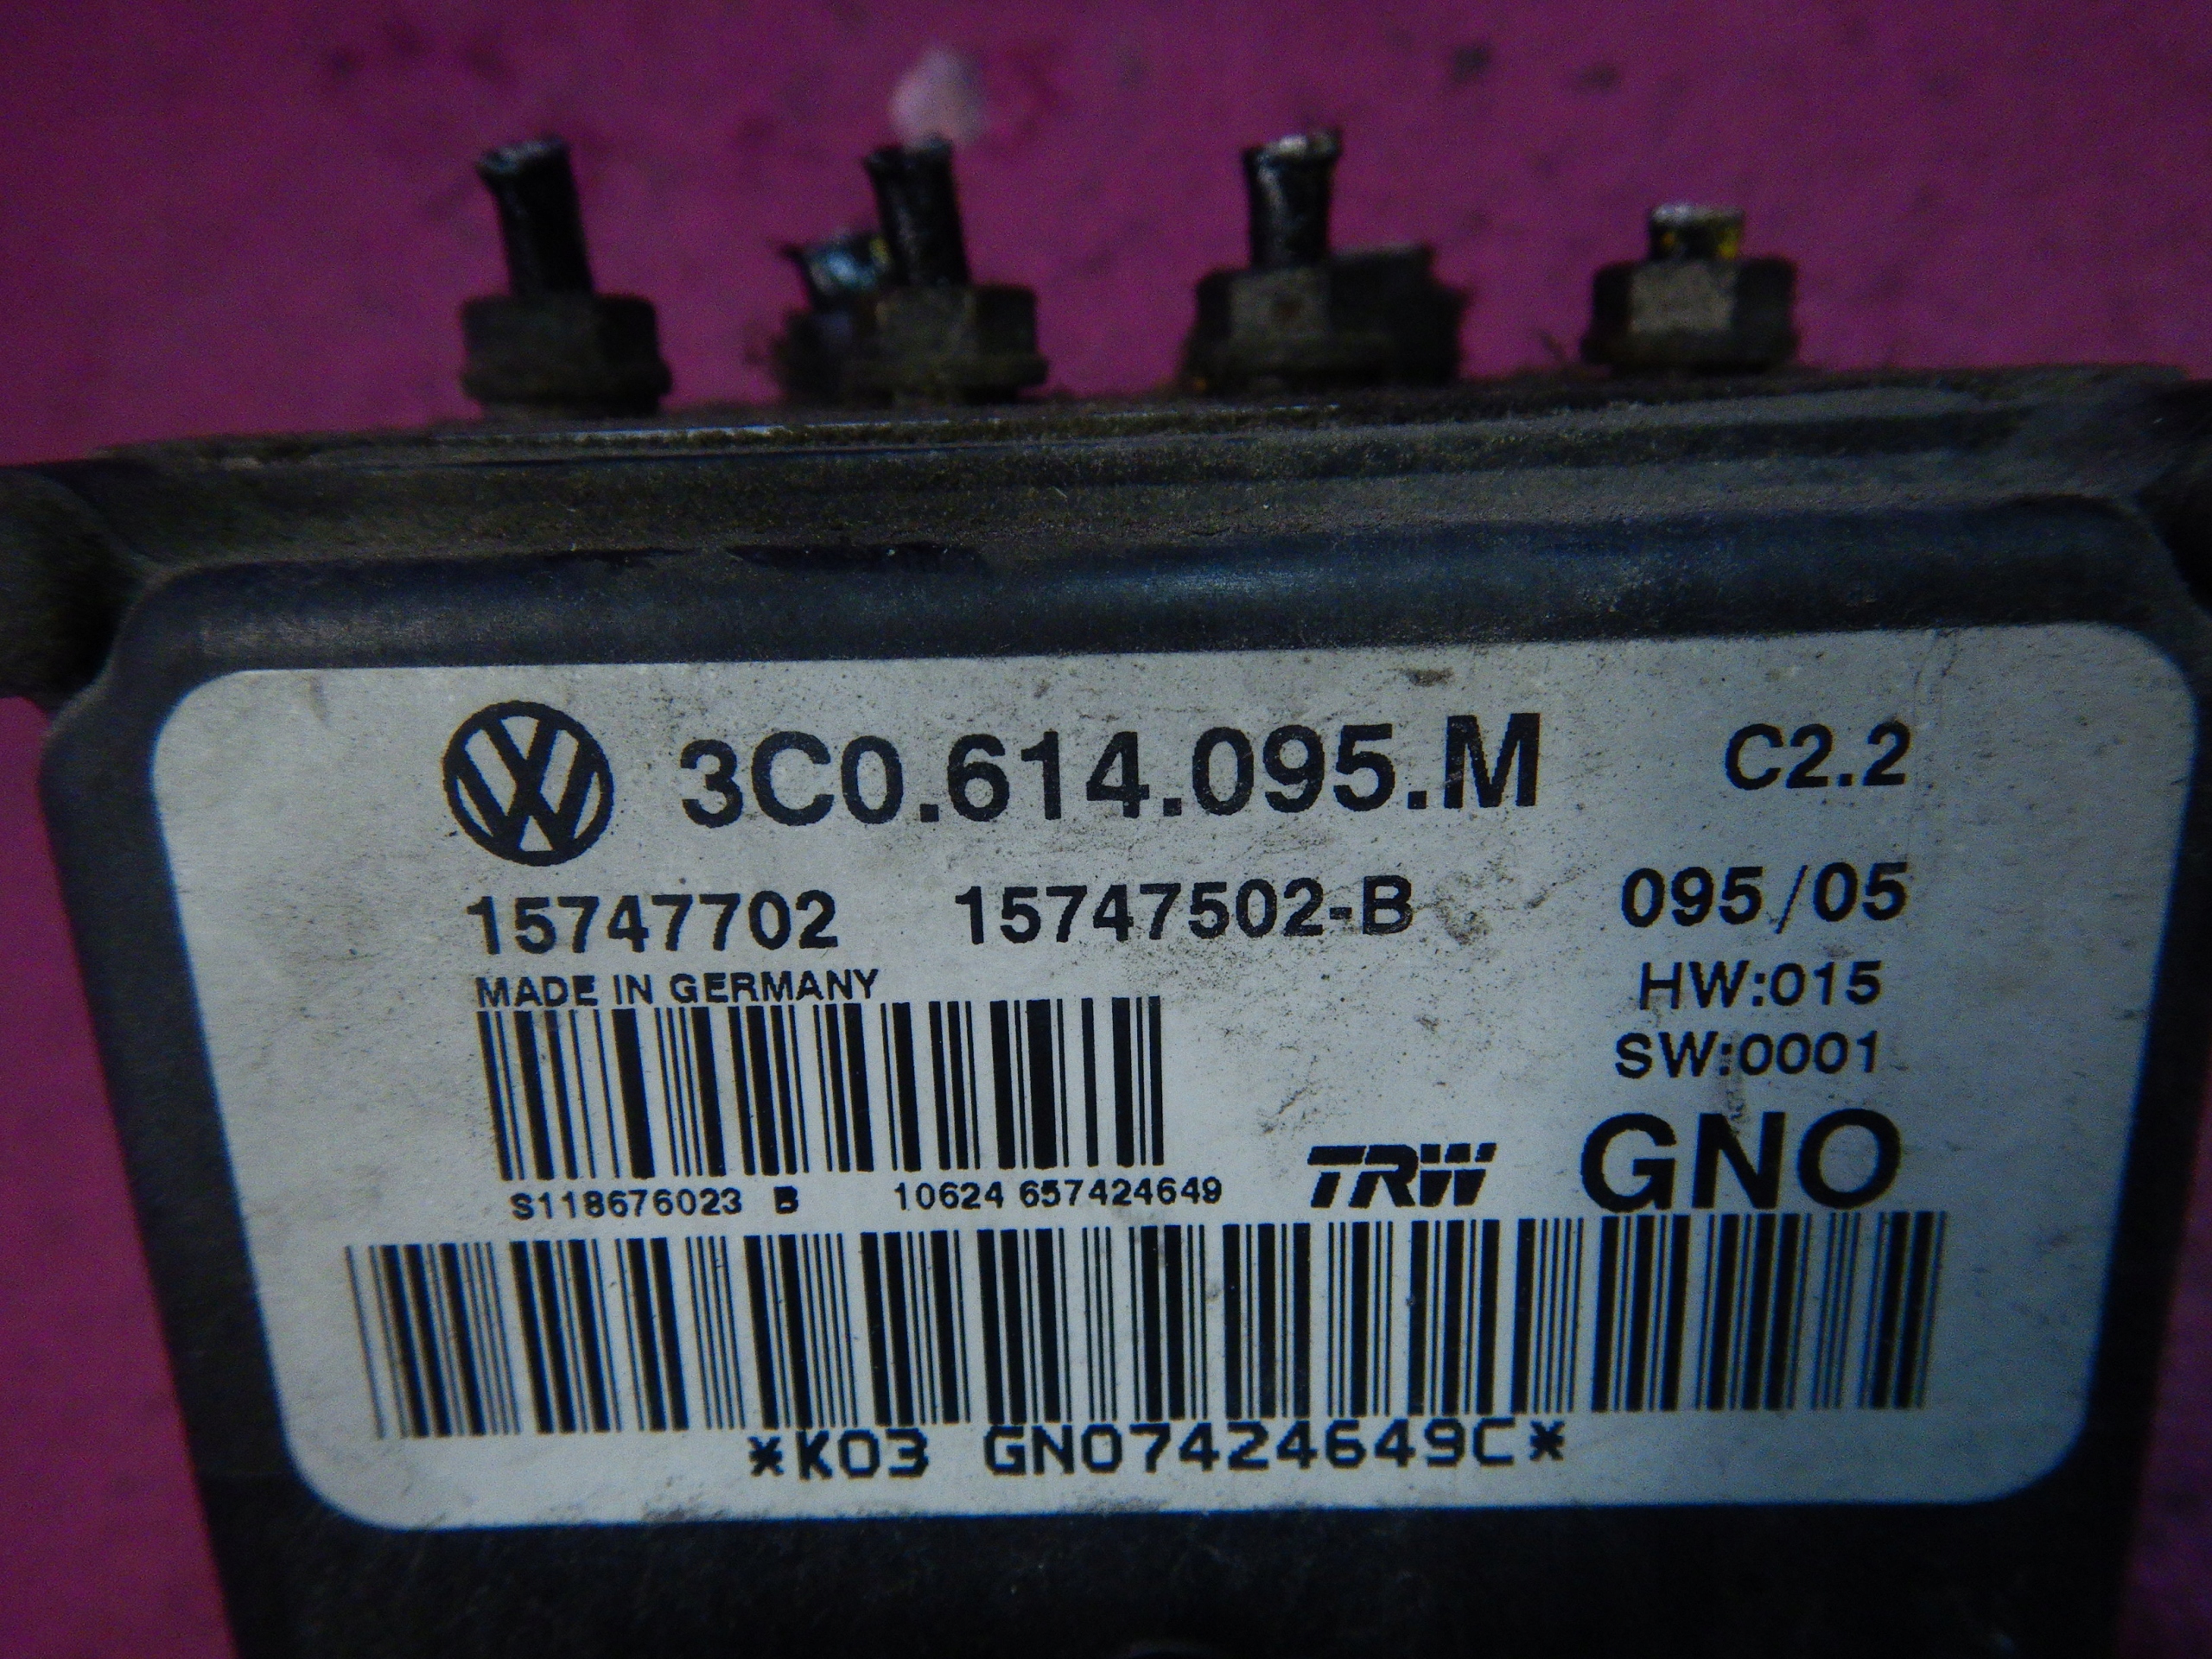 3C0.614.095.M C2.2
15747702 15747502-B 095/05
MADE IN GERMANY HW:015
SW:0001
S118676023 B 10624 657424649 TRW GNO
*K03 GNO7424649C*